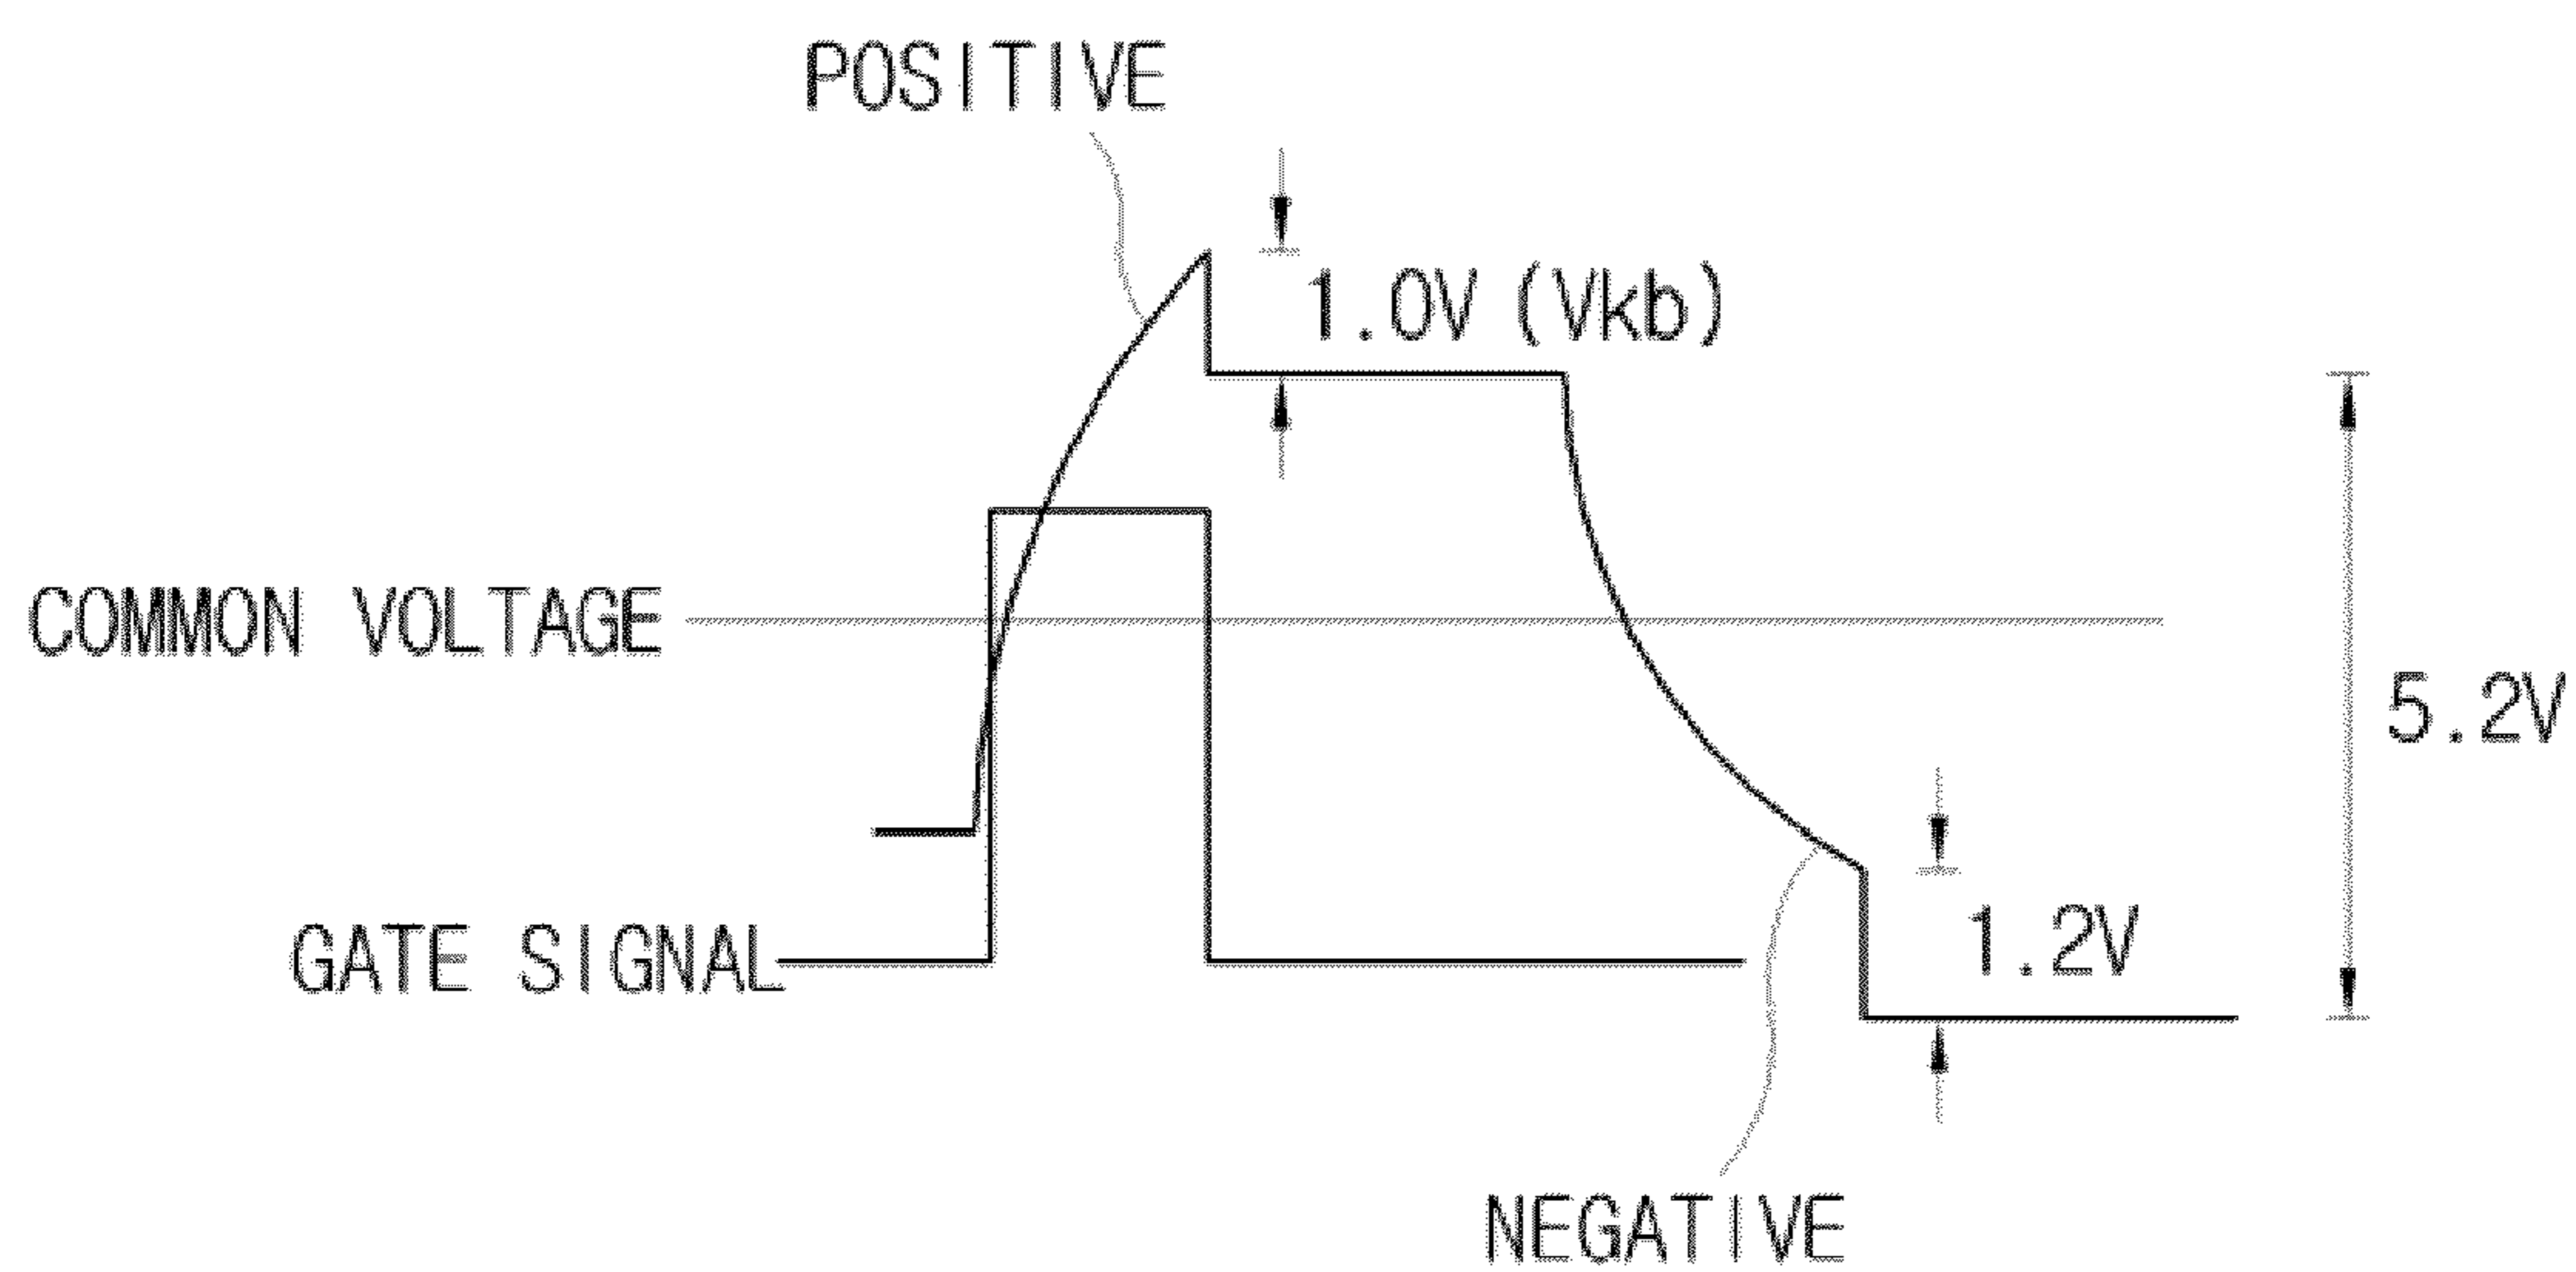 POSITIVE
1.0V (Vkb)
COMMON VOLTAGE
5.2V
GATE SIGNAL
1.2V
NEGATIVE